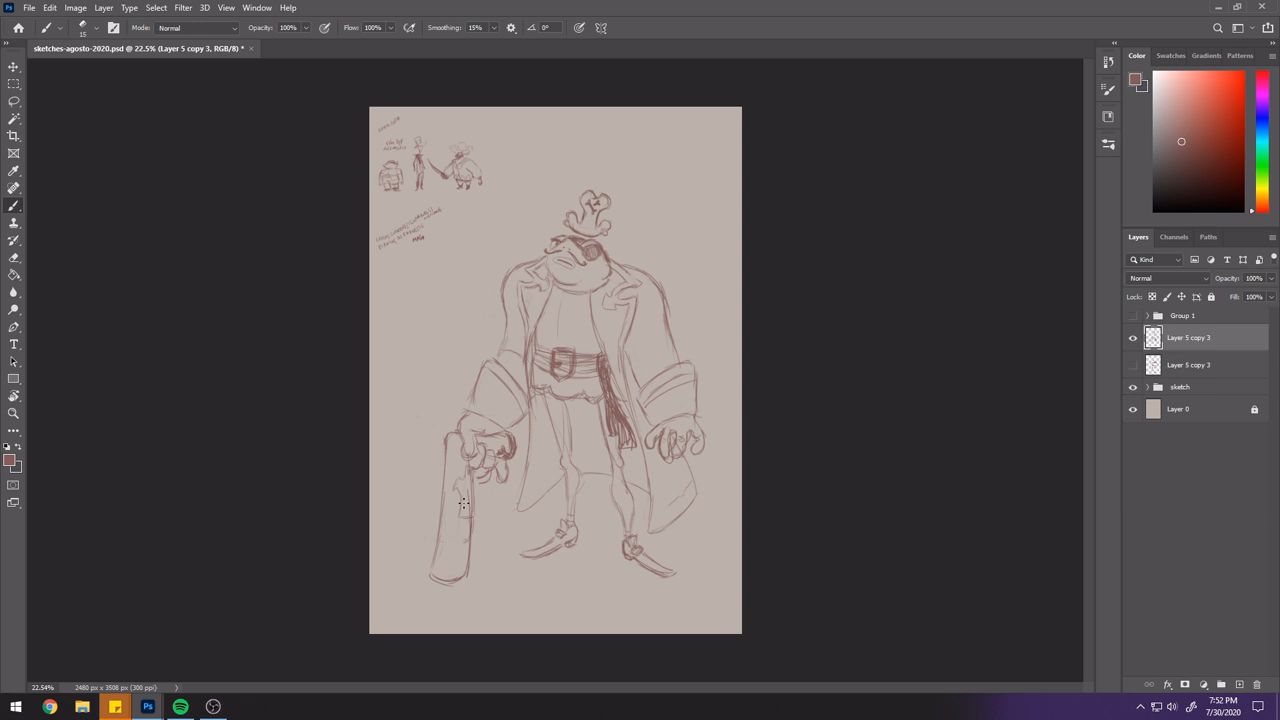 File Edit Image Layer Type Select Filter 3D View Window Help
15 Mode: Normal Opacity: 100% Flow: 100% Smoothing: 15% 0°
sketches-agosto-2020.psd @ 22.5% (Layer 5 copy 3, RGB/8) *
Color Swatches Gradients Patterns
Layers Channels Paths
Kind
Normal Opacity: 100%
Lock: Fill: 100%
Group 1
Layer 5 copy 3
Layer 5 copy 3
sketch
Layer 0
22.54% 2480 px x 3508 px (300 ppi)
7:52 PM
7/30/2020